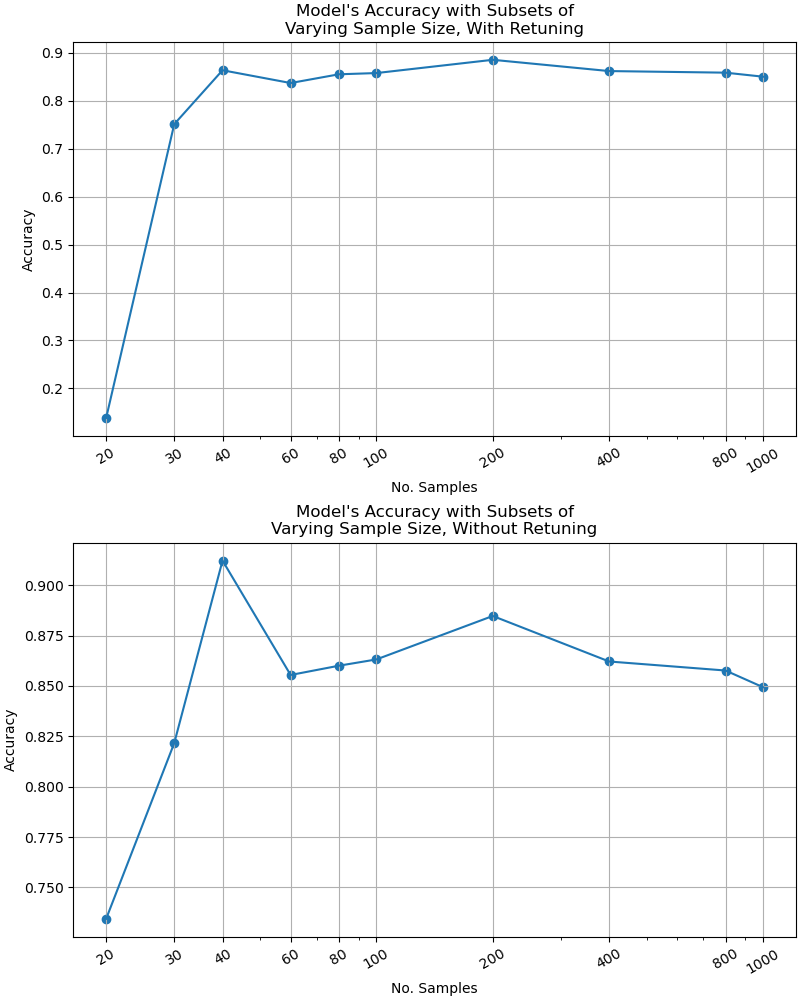 Model's Accuracy with Subsets of
Varying Sample Size, With Retuning
0.9
0.8
0.7
0.6
0.5
0.4
0.3
0.2
Accuracy
20 30 40 60 80 100 200 400 800 1000
No. Samples
Model's Accuracy with Subsets of
Varying Sample Size, Without Retuning
0.900
0.875
0.850
0.825
0.800
0.775
0.750
Accuracy
20 30 40 60 80 100 200 400 800 1000
No. Samples